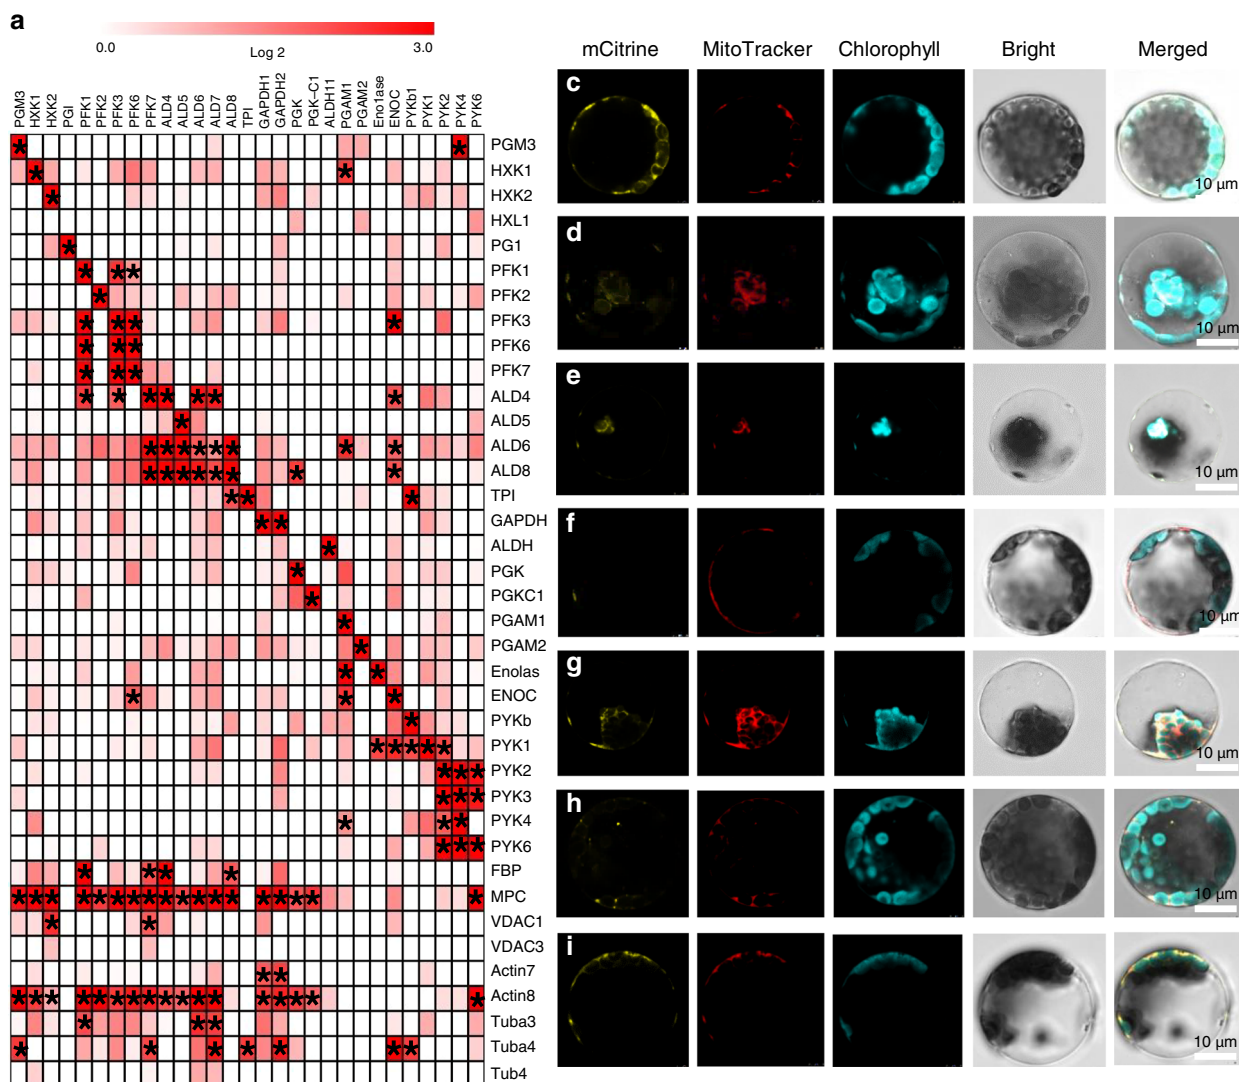 a
0.0
Log 2
3.0
PGM3
HXK1
HXK2
PGI
PFK1
PFK2
PFK3
PFK6
PFK7
ALD4
ALD5
ALD6
ALD7
ALD8
TPI
GAPDH1
GAPDH2
PGK
PGK-C1
ALDH11
PGAM1
PGAM2
Eno1ase
ENOC
PYKb1
PYK1
PYK2
PYK4
PYK6
PGM3
HXK1
HXK2
HXL1
PG1
PFK1
PFK2
PFK3
PFK6
PFK7
ALD4
ALD5
ALD6
ALD8
TPI
GAPDH
ALDH
PGK
PGKC1
PGAM1
PGAM2
Enolas
ENOC
PYKb
PYK1
PYK2
PYK3
PYK4
PYK6
FBP
MPC
VDAC1
VDAC3
Actin7
Actin8
Tuba3
Tuba4
Tub4
mCitrine MitoTracker Chlorophyll Bright Merged
c
10 µm
d
10 µm
e
10 µm
f
10 µm
g
10 µm
h
10 µm
i
10 µm